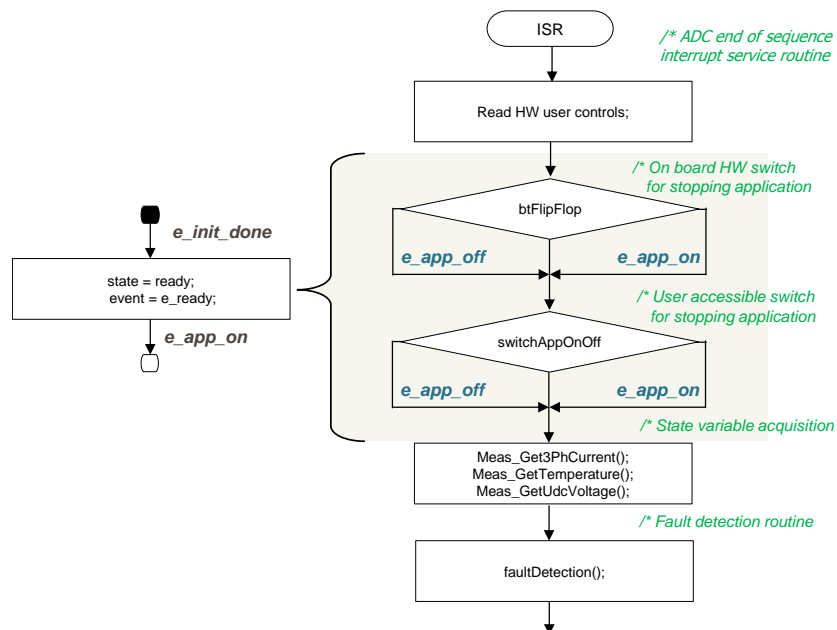 ISR
/* ADC end of sequence
interrupt service routine
Read HW user controls;
/* On board HW switch
for stopping application
btFlipFlop
e_init_done
e_app_off
e_app_on
state = ready;
event = e_ready;
/* User accessible switch
for stopping application
e_app_on
switchAppOnOff
e_app_off
e_app_on
/* State variable acquisition
Meas_Get3PhCurrent();
Meas_GetTemperature();
Meas_GetUdcVoltage();
/* Fault detection routine
faultDetection();